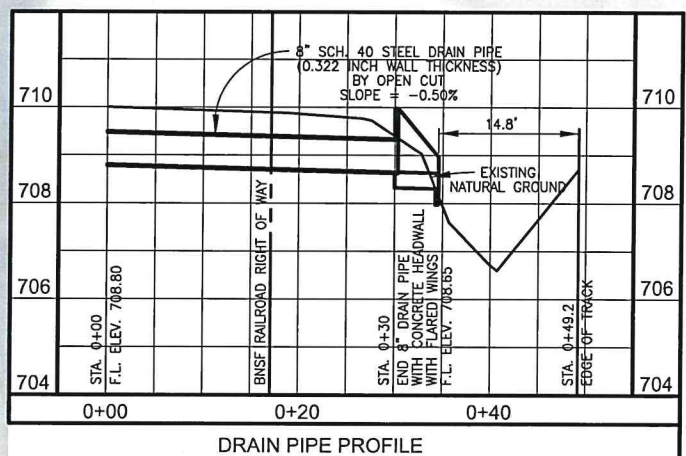 8" SCH. 40 STEEL DRAIN PIPE
(0.322 INCH WALL THICKNESS)
BY OPEN CUT
SLOPE = -0.50%
710
710
14.8'
EXISTING
NATURAL GROUND
708
708
706
706
704
704
STA. 0+00
F.L. ELEV. 708.80
BNSF RAILROAD RIGHT OF WAY
STA. 0+30
END 8" DRAIN PIPE
WITH CONCRETE HEADWALL
WITH FLARED WINGS
F.L. ELEV. 708.65
STA. 0+49.2
EDGE OF TRACK
0+00
0+20
0+40
DRAIN PIPE PROFILE